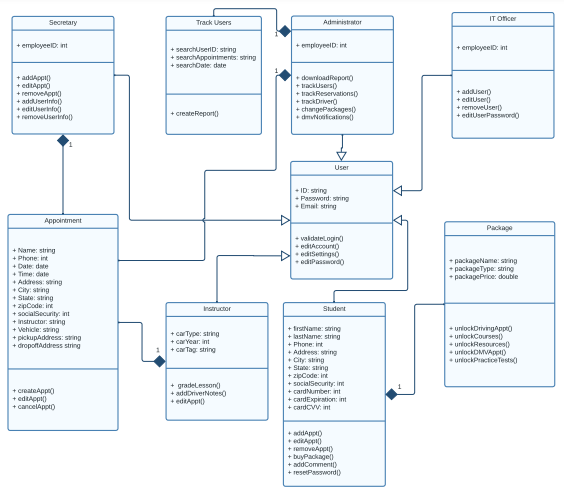 Secretary
+ employeeID: int
+ addAppt()
+ editAppt()
+ removeAppt()
+ addUserInfo()
+ editUserInfo()
+ removeUserInfo()
1
Track Users
+ searchUserID: string
+ searchAppointments: string
+ searchDate: date
+ createReport()
1
Administrator
+ employeeID: int
1
+ downloadReport()
+ trackUsers()
+ trackReservations()
+ trackDriver()
+ changePackages()
+ dmvNotifications()
IT Officer
+ employeeID: int
+ addUser()
+ editUser()
+ removeUser()
+ editUserPassword()
User
+ ID: string
+ Password: string
+ Email: string
+ validateLogin()
+ editAccount()
+ editSettings()
+ editPassword()
Appointment
+ Name: string
+ Phone: int
+ Date: date
+ Time: date
+ Address: string
+ City: string
+ State: string
+ zipCode: int
+ socialSecurity: int
+ Instructor: string
+ Vehicle: string
+ pickupAddress: string
+ dropoffAddress string
+ createAppt()
+ editAppt()
+ cancelAppt()
1
Instructor
+ carType: string
+ carYear: int
+ carTag: string
+ gradeLesson()
+ addDriverNotes()
+ editAppt()
Student
+ firstName: string
+ lastName: string
+ Phone: int
+ Address: string
+ City: string
+ State: string
+ zipCode: int
+ socialSecurity: int
+ cardNumber: int
+ cardExpiration: int
+ cardCVV: int
+ addAppt()
+ editAppt()
+ removeAppt()
+ buyPackage()
+ addComment()
+ resetPassword()
1
Package
+ packageName: string
+ packageType: string
+ packagePrice: double
+ unlockDrivingAppt()
+ unlockCourses()
+ unlockResources()
+ unlockDMVAppt()
+ unlockPracticeTests()